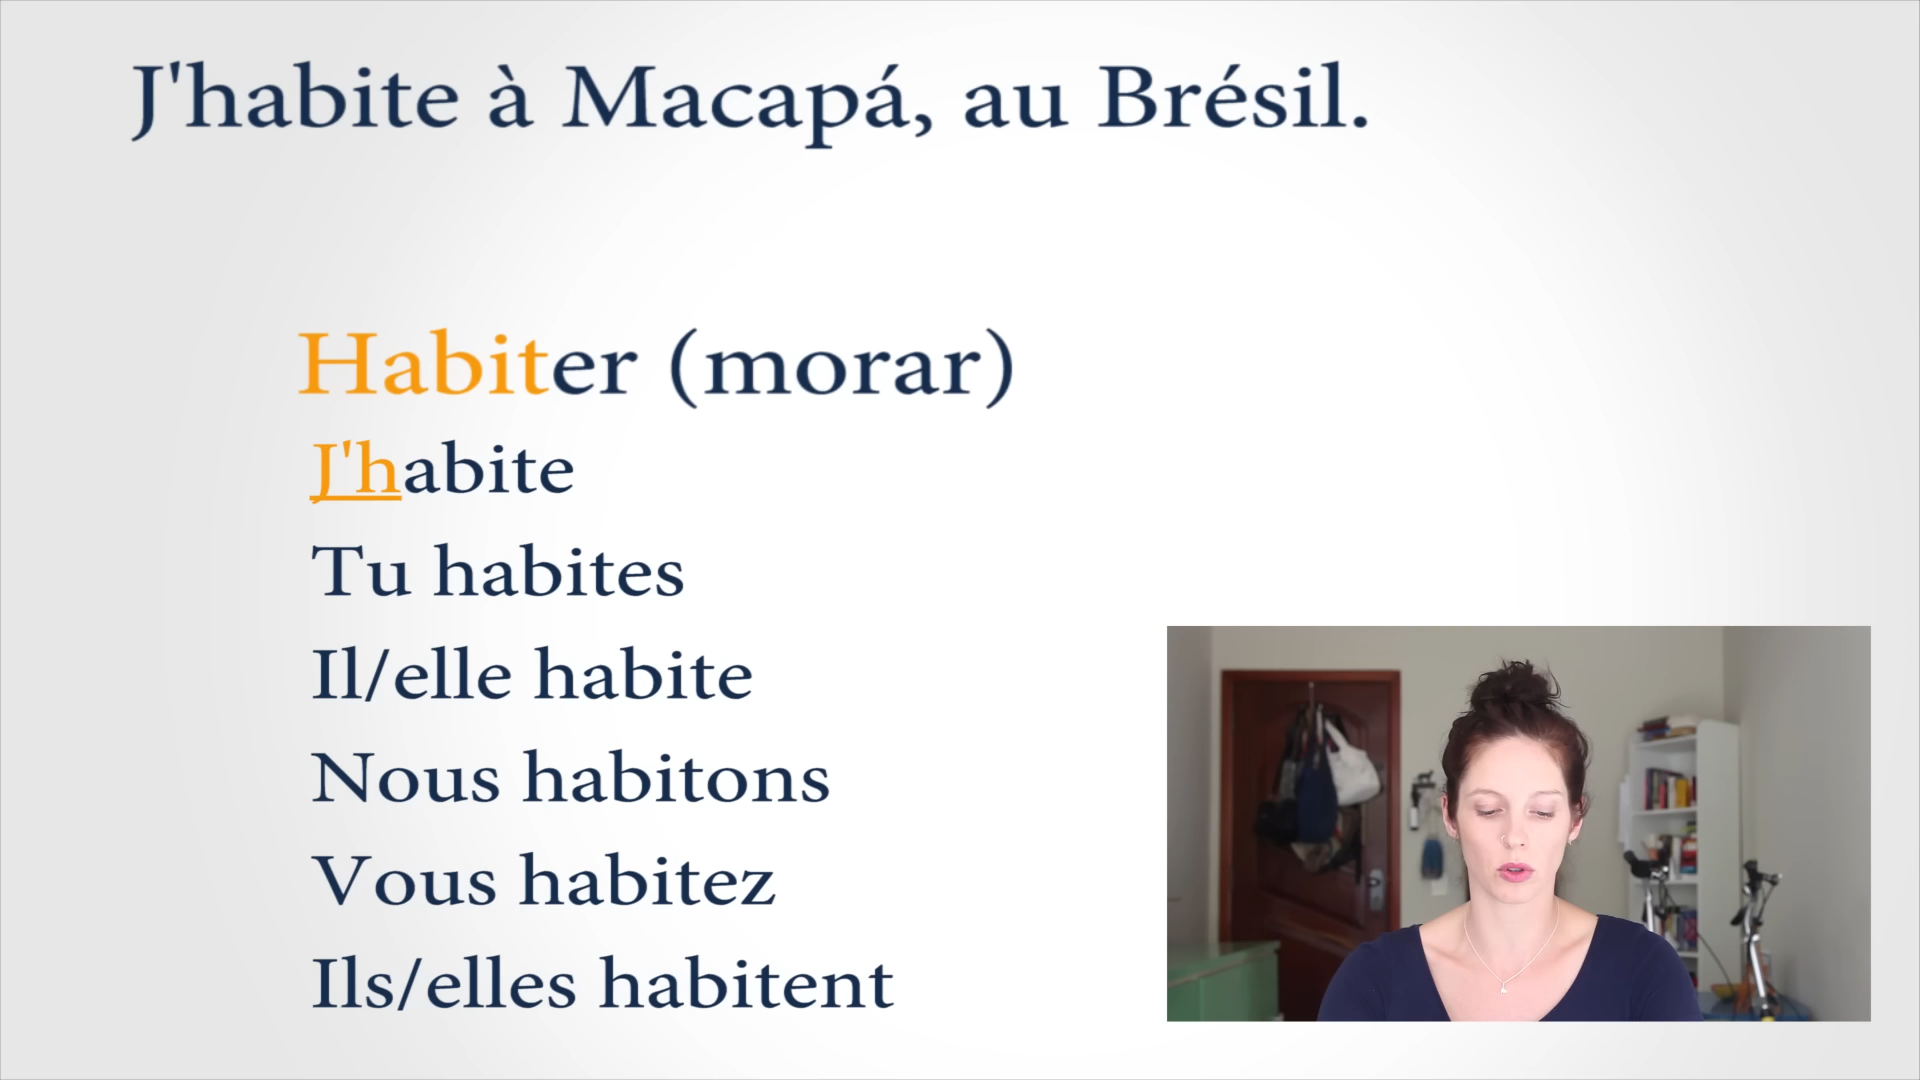 J'habite à Macapá, au Brésil.
Habiter (morar)
J'habite
Tu habites
Il/elle habite
Nous habitons
Vous habitez
Ils/elles habitent